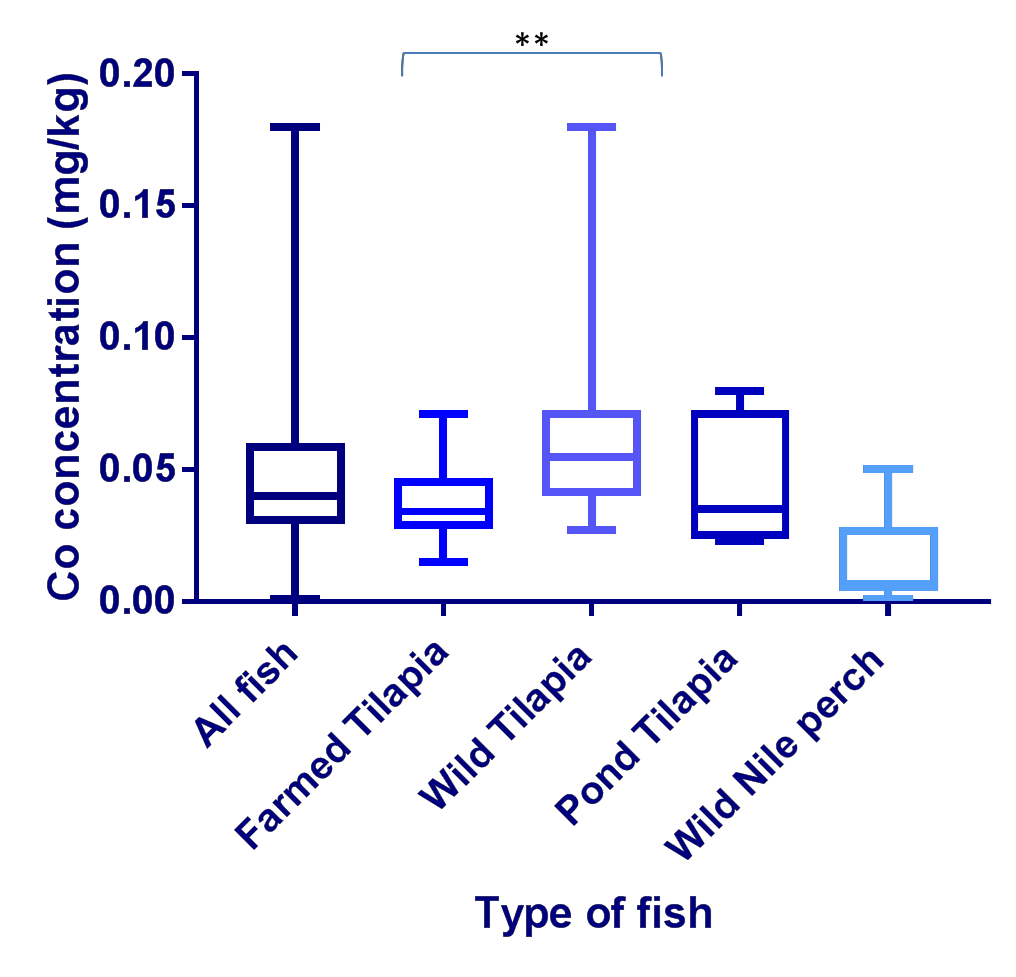 **
Co concentration (mg/kg)
0.20
0.15
0.10
0.05
0.00
All fish
Farmed Tilapia
Wild Tilapia
Pond Tilapia
Wild Nile perch
Type of fish